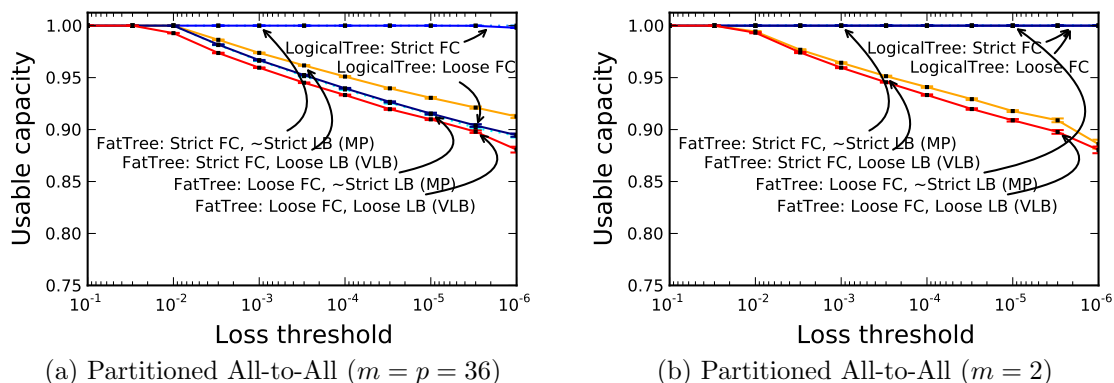 1.00
0.95
0.90
0.85
0.80
0.75
Usable capacity
LogicalTree: Strict FC
LogicalTree: Loose FC
FatTree: Strict FC, ~Strict LB (MP)
FatTree: Strict FC, Loose LB (VLB)
FatTree: Loose FC, ~Strict LB (MP)
FatTree: Loose FC, Loose LB (VLB)
10^-1 10^-2 10^-3 10^-4 10^-5 10^-6
Loss threshold
(a) Partitioned All-to-All (m = p = 36)
1.00
0.95
0.90
0.85
0.80
0.75
Usable capacity
LogicalTree: Strict FC
LogicalTree: Loose FC
FatTree: Strict FC, ~Strict LB (MP)
FatTree: Strict FC, Loose LB (VLB)
FatTree: Loose FC, ~Strict LB (MP)
FatTree: Loose FC, Loose LB (VLB)
10^-1 10^-2 10^-3 10^-4 10^-5 10^-6
Loss threshold
(b) Partitioned All-to-All (m = 2)